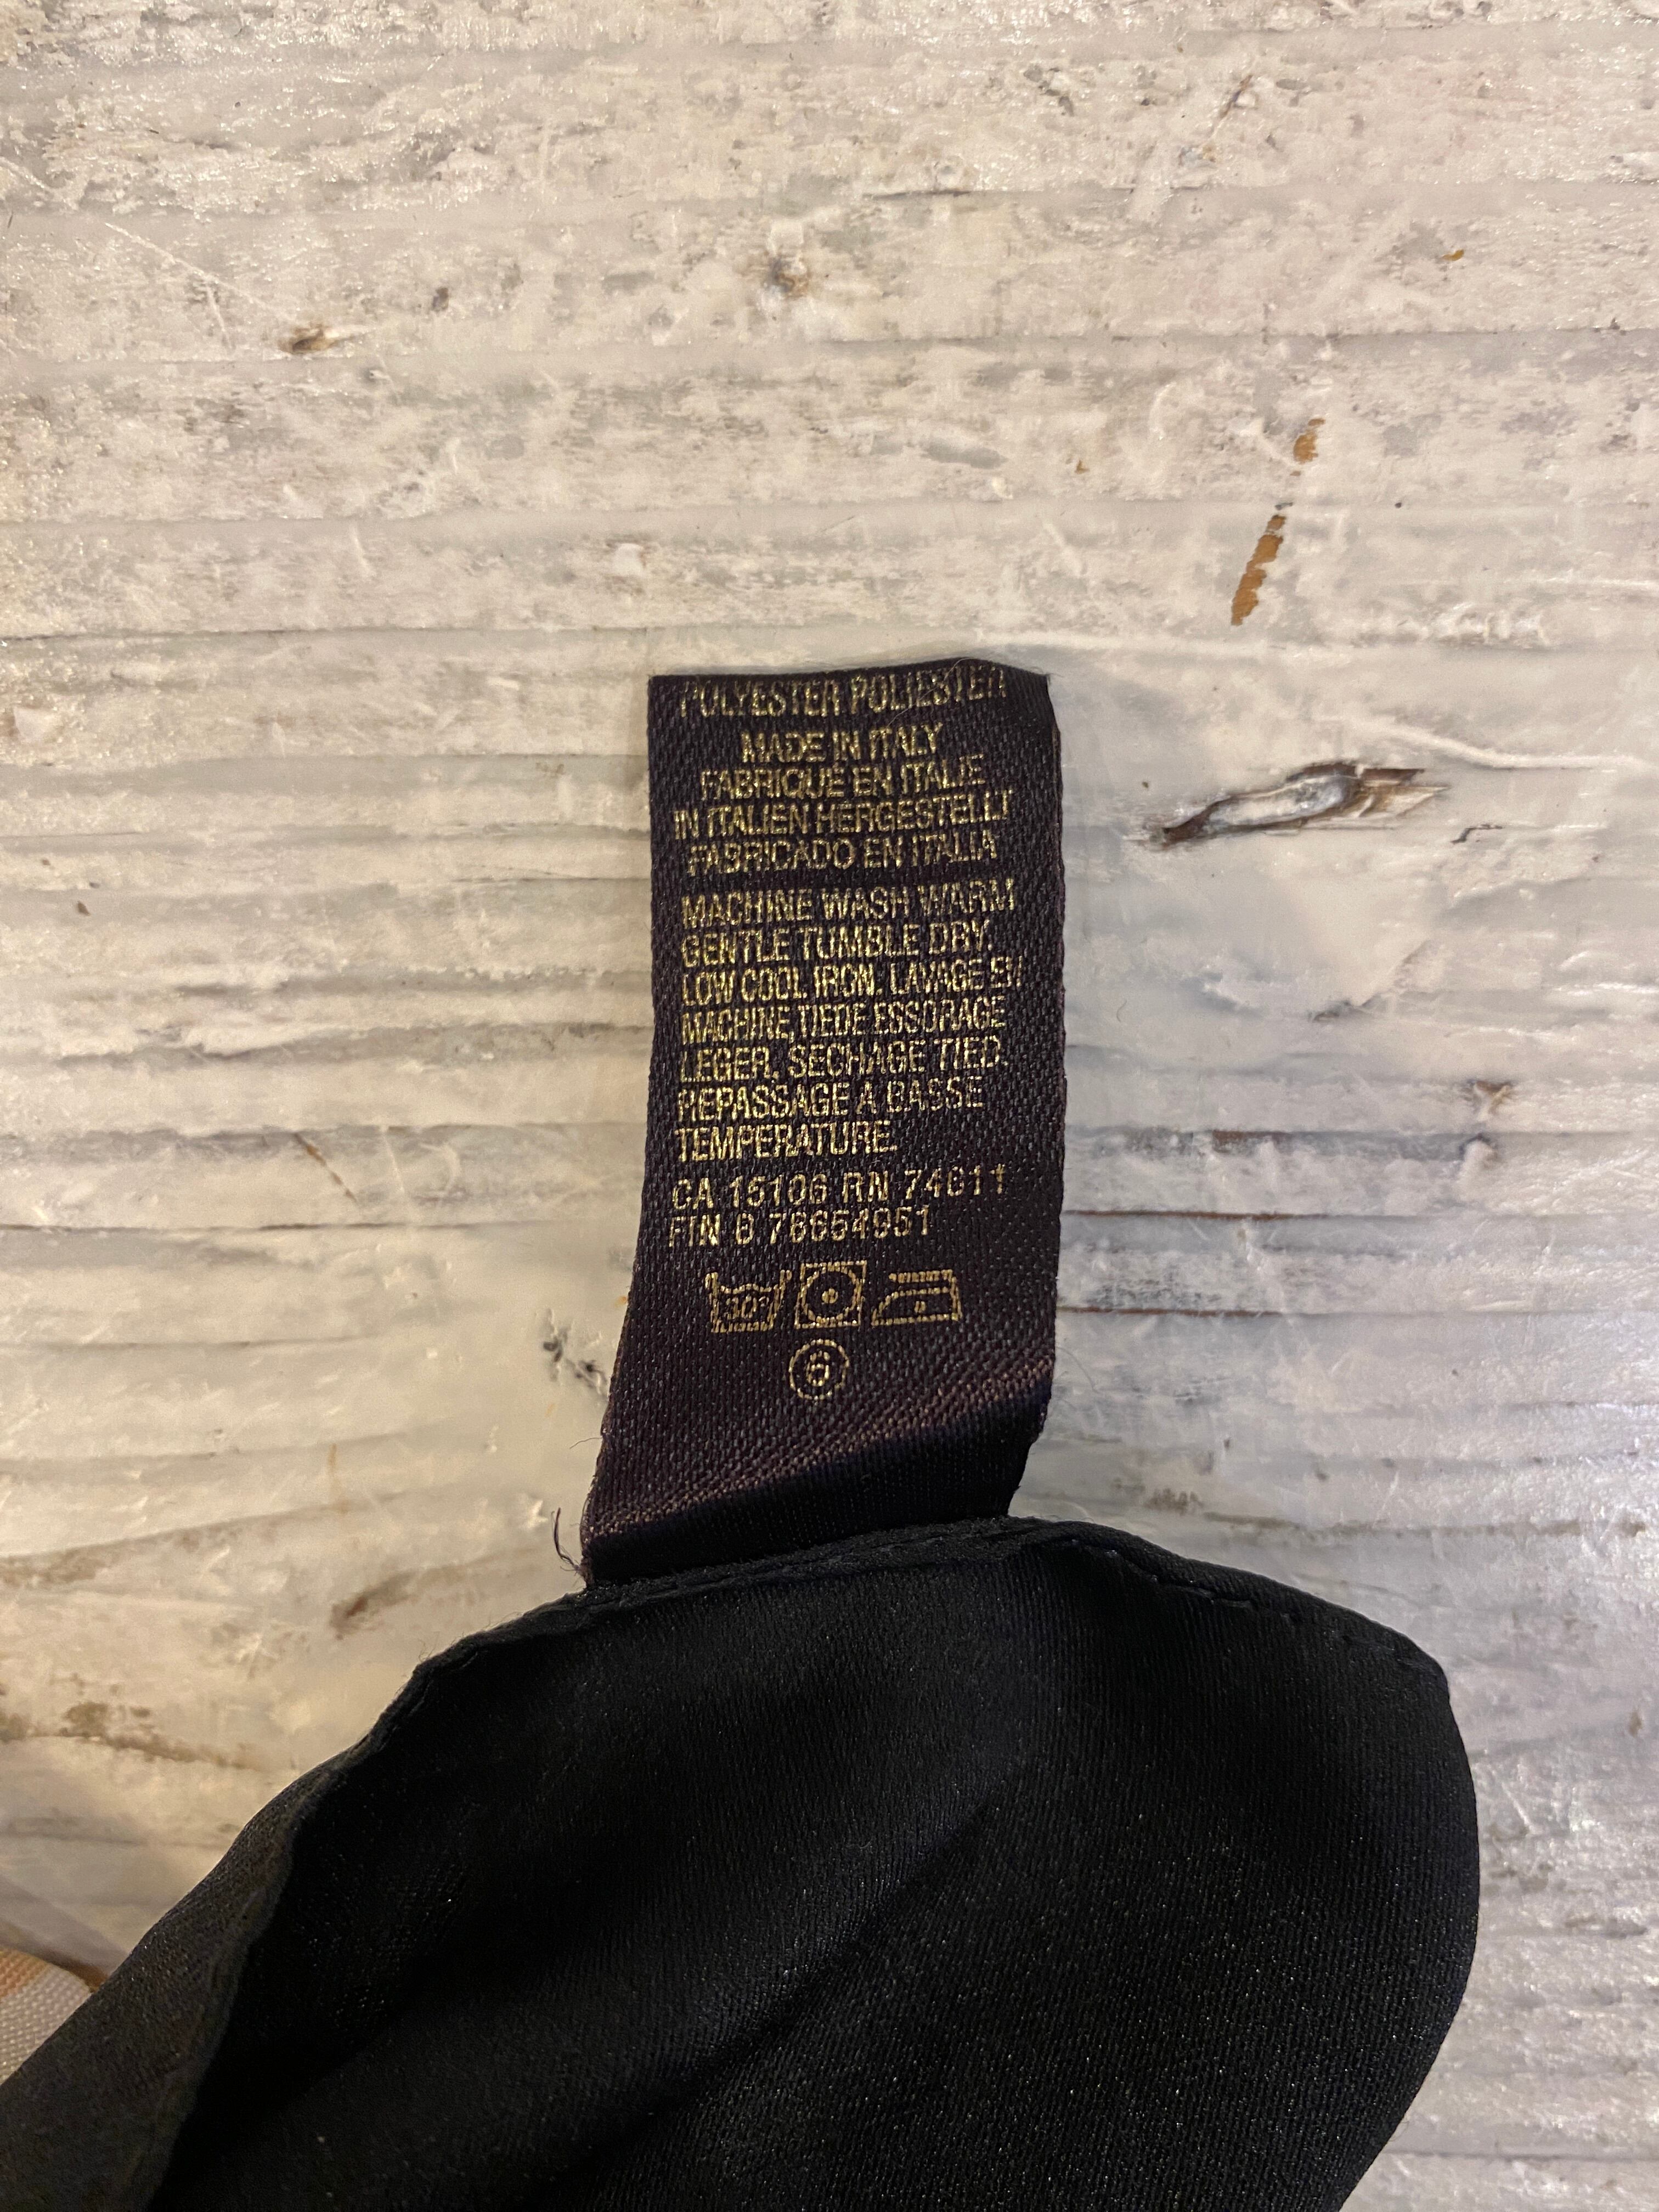 POLYESTER POLIESTER
MADE IN ITALY
FABRIQUE EN ITALIE
IN ITALIEN HERGESTELLT
FABRICADO EN ITALIA
MACHINE WASH WARM
GENTLE TUMBLE DRY.
LOW COOL IRON. LAVAGE EU
MACHINE TIEDE ESSORAGE
LEGER. SECHAGE TIED.
REPASSAGE A BASSE
TEMPERATURE.
CA 15106 RN 74611
FIN 6 78654951
30°
6